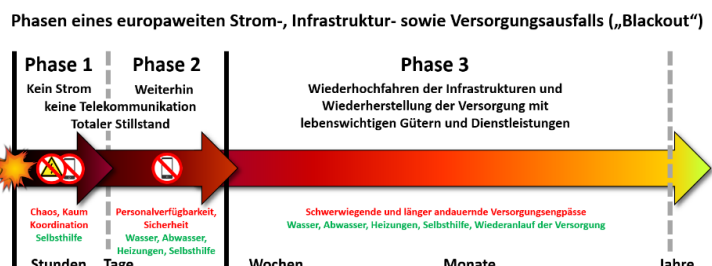 Phasen eines europaweiten Strom-, Infrastruktur- sowie Versorgungsausfalls („Blackout“)
Phase 1
Phase 2
Phase 3
Kein Strom
Weiterhin
keine Telekommunikation
Totaler Stillstand
Wiederhochfahren der Infrastrukturen und
Wiederherstellung der Versorgung mit
lebenswichtigen Gütern und Dienstleistungen
Chaos, Kaum
Koordination
Selbsthilfe
Personalverfügbarkeit,
Sicherheit
Wasser, Abwasser,
Heizungen, Selbsthilfe
Schwerwiegende und länger andauernde Versorgungsengpässe
Wasser, Abwasser, Heizungen, Selbsthilfe, Wiederanlauf der Versorgung
Stunden
Tage
Wochen
Monate
Jahre